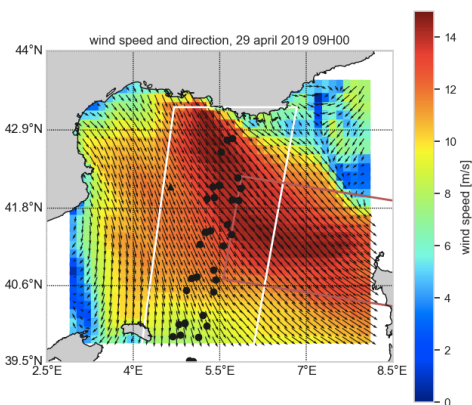 wind speed and direction, 29 april 2019 09H00
44°N
42.9°N
41.8°N
40.6°N
39.5°N
2.5°E
4°E
5.5°E
7°E
8.5°E
14
12
10
8
6
4
2
0
wind speed [m/s]